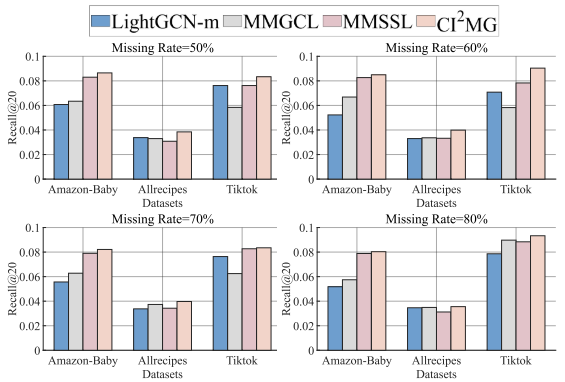 LightGCN-m MMGCL MMSSL CI²MG
Missing Rate=50%
Recall@20
0.1
0.08
0.06
0.04
0.02
0
Amazon-Baby Allrecipes Tiktok
Datasets
Missing Rate=60%
Recall@20
0.1
0.08
0.06
0.04
0.02
0
Amazon-Baby Allrecipes Tiktok
Datasets
Missing Rate=70%
Recall@20
0.1
0.08
0.06
0.04
0.02
0
Amazon-Baby Allrecipes Tiktok
Datasets
Missing Rate=80%
Recall@20
0.1
0.08
0.06
0.04
0.02
0
Amazon-Baby Allrecipes Tiktok
Datasets